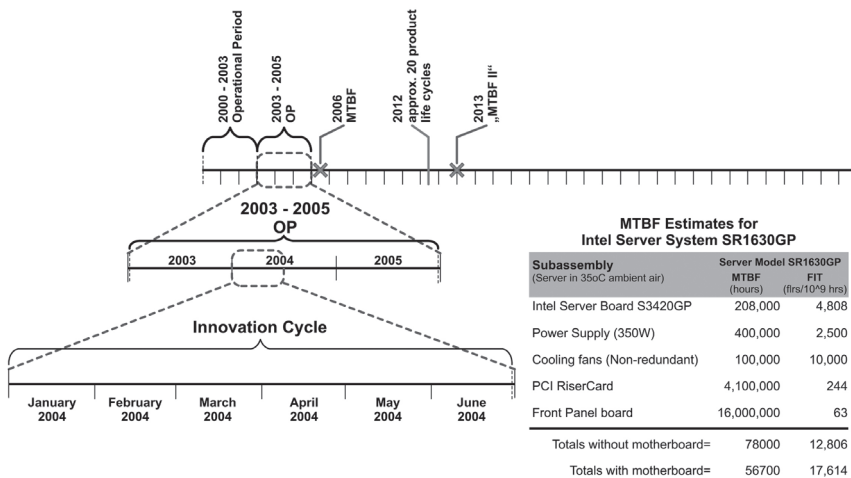 2000 - 2003
Operational Period
2003 - 2005
OP
2006
MTBF
2012
approx. 20 product
life cycles
2013
„MTBF II“
2003 - 2005
OP
2003
2004
2005
Innovation Cycle
January
2004
February
2004
March
2004
April
2004
May
2004
June
2004
MTBF Estimates for
Intel Server System SR1630GP
Subassembly Server Model SR1630GP
(Server in 35oC ambient air) MTBF FIT
(hours) (flrs/10^9 hrs)
Intel Server Board S3420GP 208,000 4,808
Power Supply (350W) 400,000 2,500
Cooling fans (Non-redundant) 100,000 10,000
PCI RiserCard 4,100,000 244
Front Panel board 16,000,000 63
Totals without motherboard= 78000 12,806
Totals with motherboard= 56700 17,614